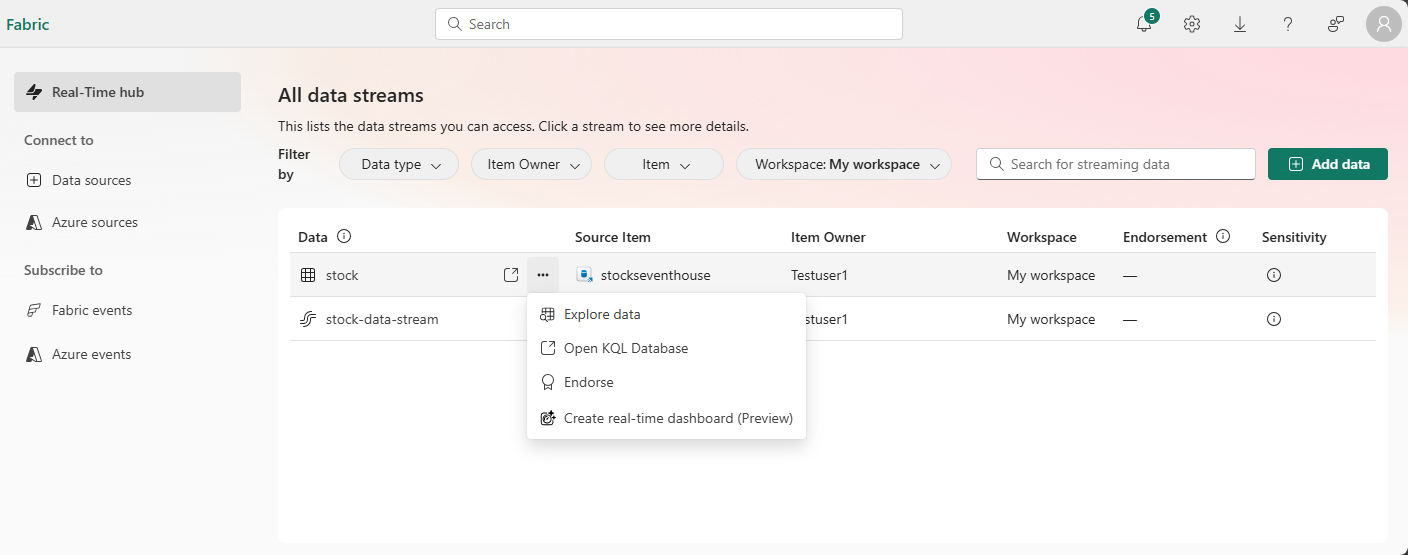 Fabric
Search
5
Real-Time hub
Connect to
Data sources
Azure sources
Subscribe to
Fabric events
Azure events
All data streams
This lists the data streams you can access. Click a stream to see more details.
Filter by
Data type
Item Owner
Item
Workspace: My workspace
Search for streaming data
Add data
Data Source Item Item Owner Workspace Endorsement Sensitivity
stock ... stockseventhouse Testuser1 My workspace —
stock-data-stream stuser1 My workspace —
Explore data
Open KQL Database
Endorse
Create real-time dashboard (Preview)